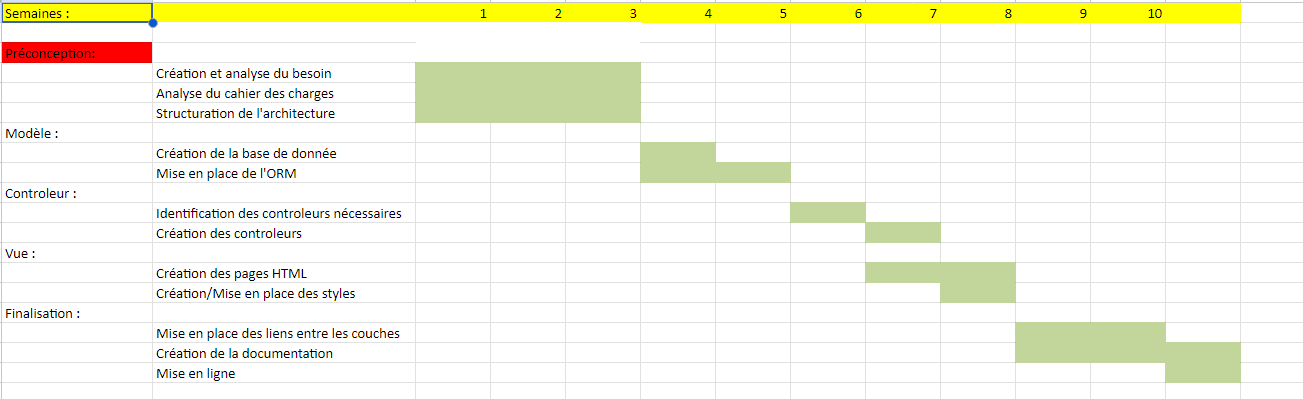 Semaines : 1 2 3 4 5 6 7 8 9 10
Préconception:
Création et analyse du besoin
Analyse du cahier des charges
Structuration de l'architecture
Modèle :
Création de la base de donnée
Mise en place de l'ORM
Controleur :
Identification des controleurs nécessaires
Création des controleurs
Vue :
Création des pages HTML
Création/Mise en place des styles
Finalisation :
Mise en place des liens entre les couches
Création de la documentation
Mise en ligne